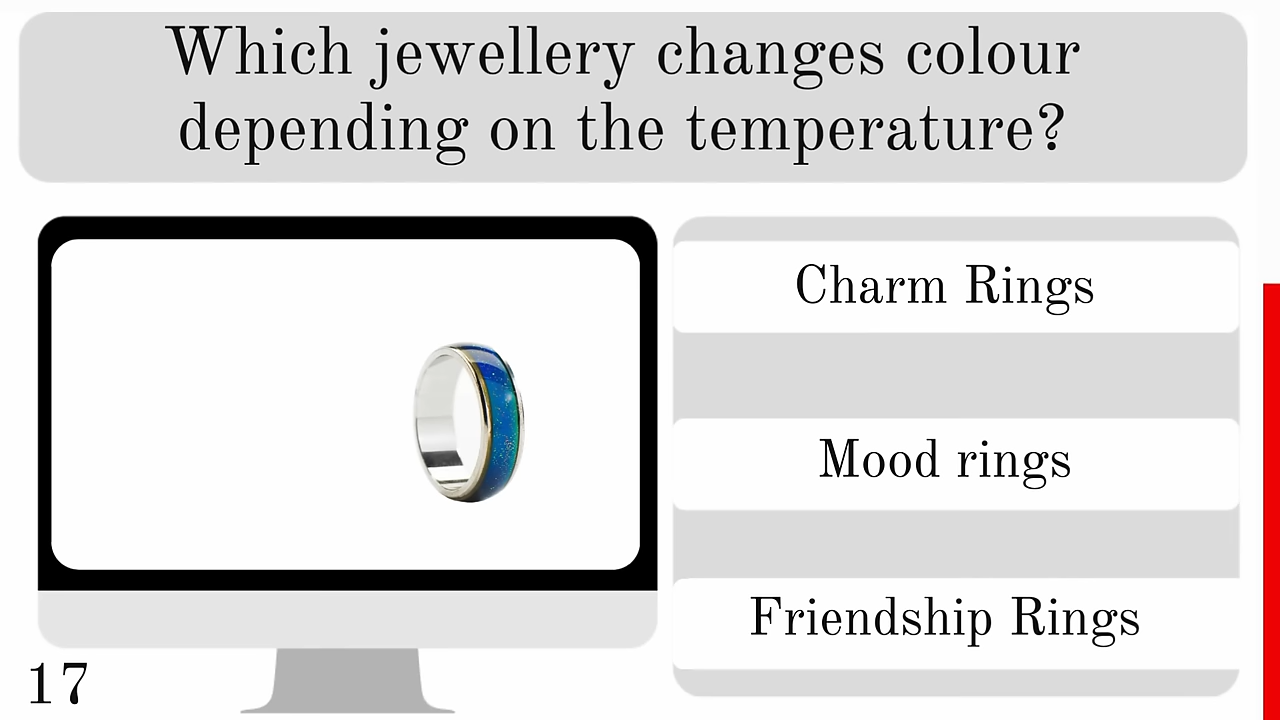 Which jewellery changes colour
depending on the temperature?
Charm Rings
Mood rings
Friendship Rings
17